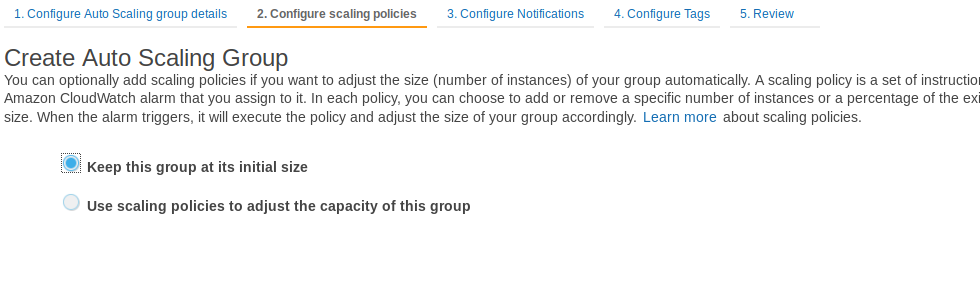 1. Configure Auto Scaling group details 2. Configure scaling policies 3. Configure Notifications 4. Configure Tags 5. Review
Create Auto Scaling Group
You can optionally add scaling policies if you want to adjust the size (number of instances) of your group automatically. A scaling policy is a set of
Amazon CloudWatch alarm that you assign to it. In each policy, you can choose to add or remove a specific number of instances or a percentage of the
size. When the alarm triggers, it will execute the policy and adjust the size of your group accordingly. Learn more about scaling policies.
Keep this group at its initial size
Use scaling policies to adjust the capacity of this group